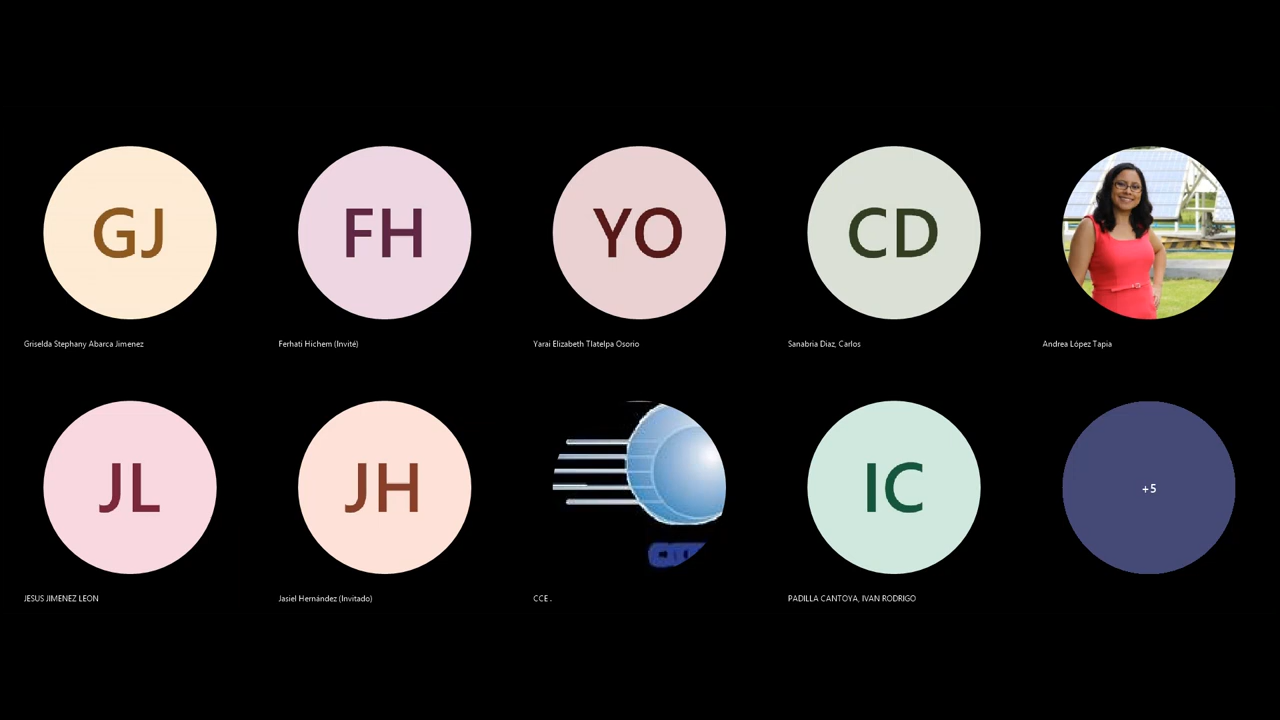 GJ
FH
YO
CD
Griselda Stephany Abarca Jimenez
Ferhati Hichem (Invité)
Yarai Elizabeth Tlatelpa Osorio
Sanabria Diaz, Carlos
Andrea López Tapia
JL
JH
IC
+5
JESUS JIMENEZ LEON
Jasiel Hernández (Invitado)
CCE .
PADILLA CANTOYA, IVAN RODRIGO